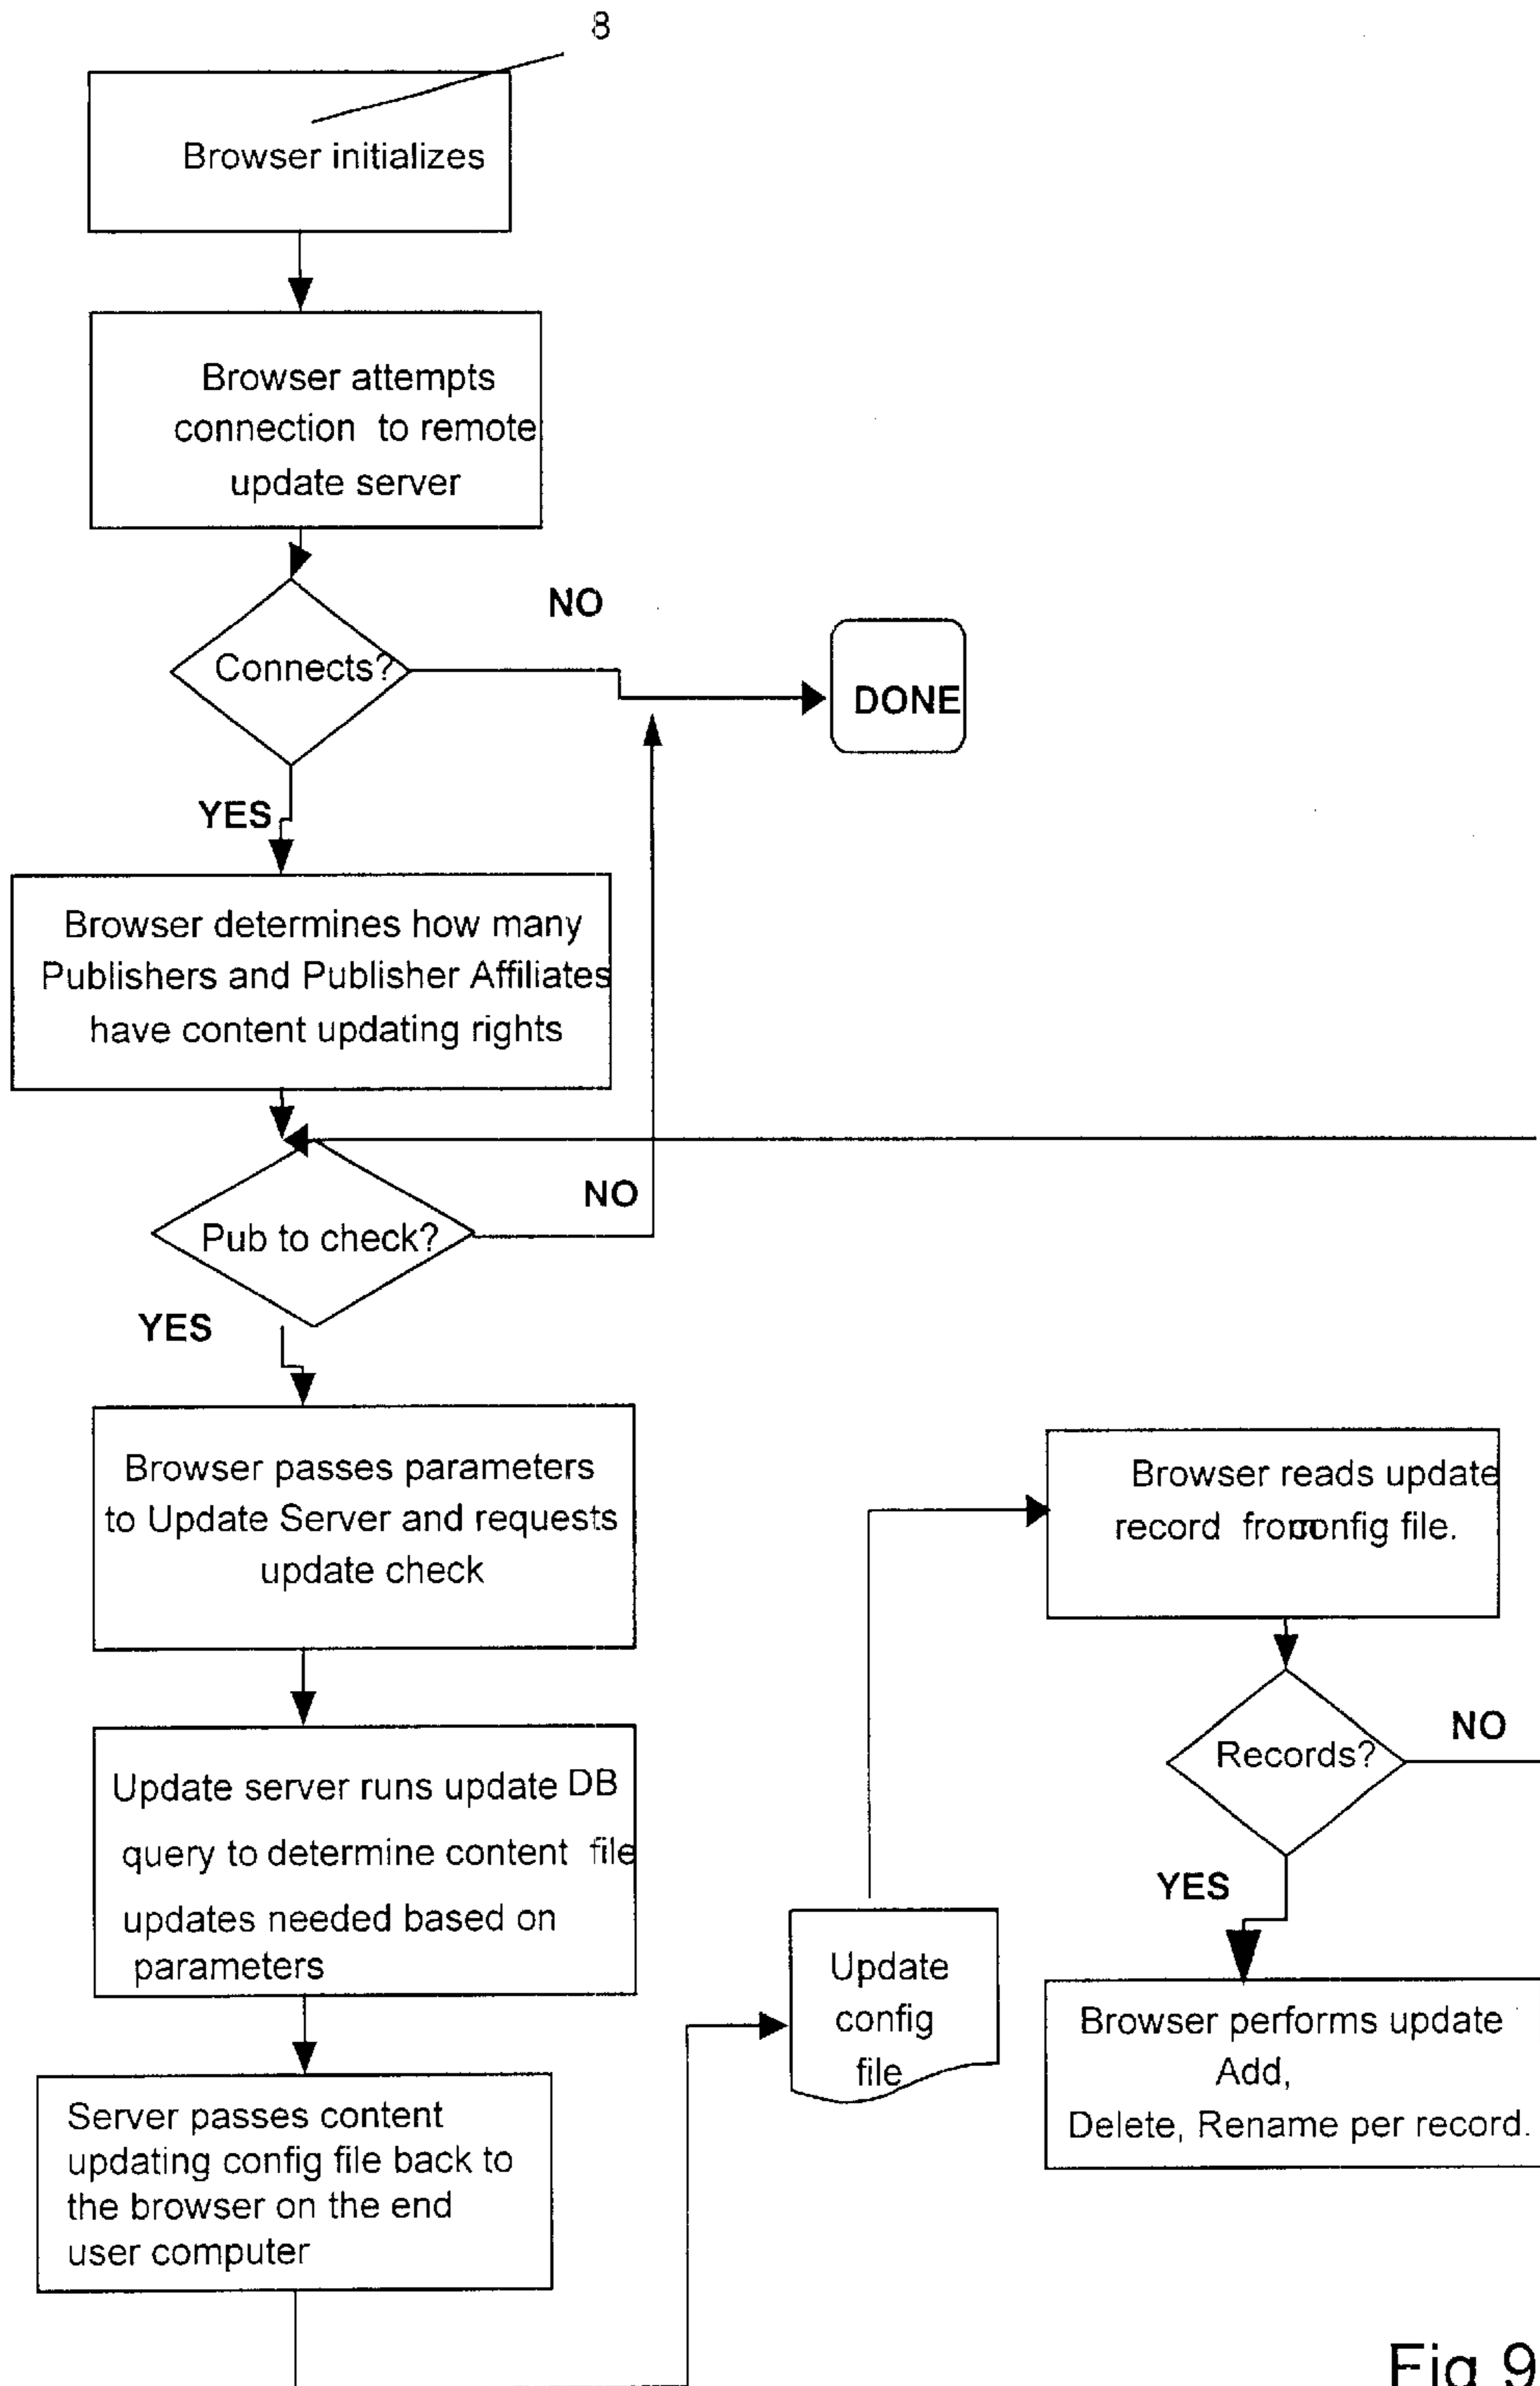 8
Browser initializes
Browser attempts
connection to remote
update server
Connects?
NO
DONE
YES
Browser determines how many
Publishers and Publisher Affiliates
have content updating rights
Pub to check?
NO
YES
Browser passes parameters
to Update Server and requests
update check
Update server runs update DB
query to determine content file
updates needed based on
parameters
Server passes content
updating config file back to
the browser on the end
user computer
Update
config
file
Browser reads update
record from config file.
Records?
NO
YES
Browser performs update
Add,
Delete, Rename per record.
Fig 9